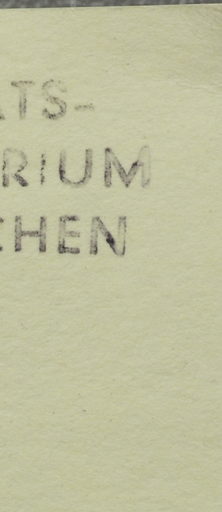 ATS-
RIUM
CHEN